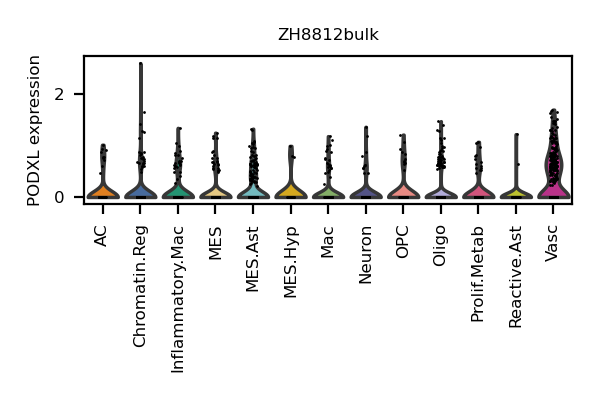 ZH8812bulk
PODXL expression
2
0
AC
Chromatin.Reg
Inflammatory.Mac
MES
MES.Ast
MES.Hyp
Mac
Neuron
OPC
Oligo
Prolif.Metab
Reactive.Ast
Vasc